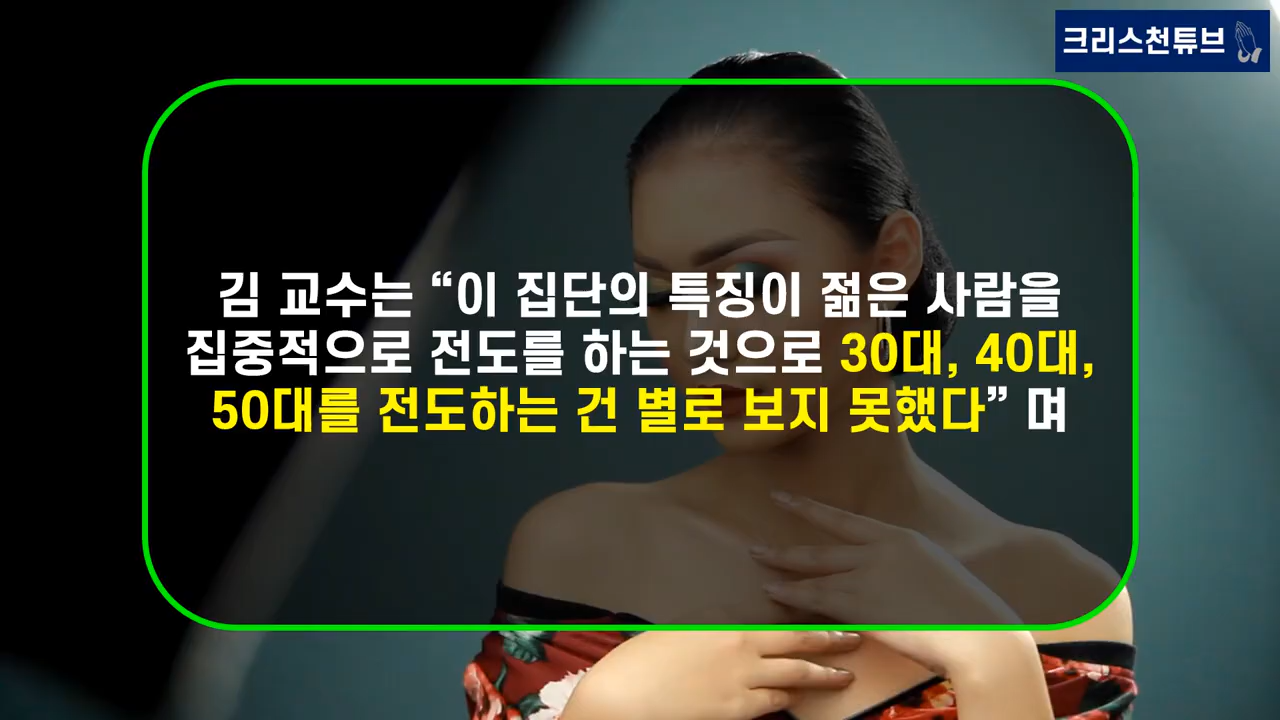 크리스천튜브
김 교수는 “이 집단의 특징이 젊은 사람을
집중적으로 전도를 하는 것으로 30대, 40대,
50대를 전도하는 건 별로 보지 못했다” 며